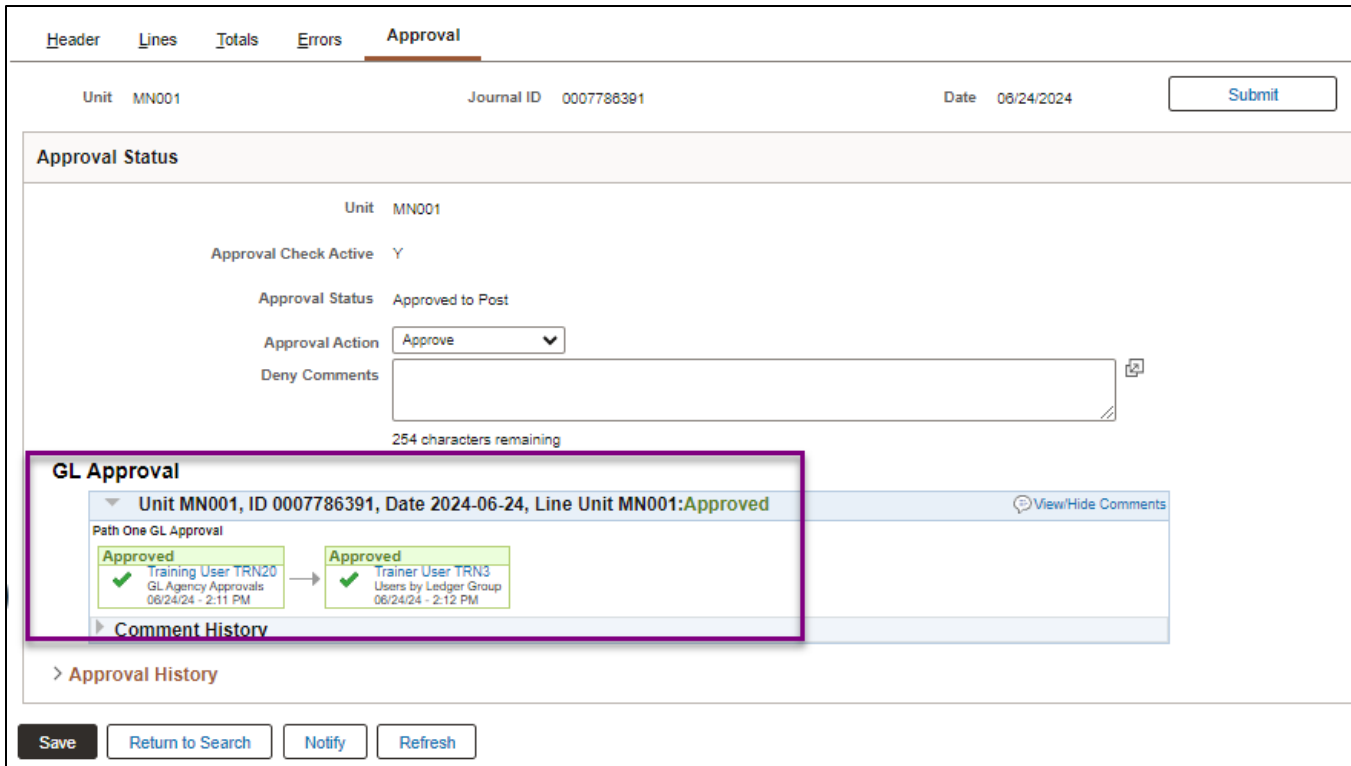 Header Lines Totals Errors Approval
Unit MN001 Journal ID 0007786391 Date 06/24/2024 Submit
Approval Status
Unit MN001
Approval Check Active Y
Approval Status Approved to Post
Approval Action Approve
Deny Comments
254 characters remaining
GL Approval
Unit MN001, ID 0007786391, Date 2024-06-24, Line Unit MN001:Approved View/Hide Comments
Path One GL Approval
Approved Approved
Training User TRN20 Trainer User TRN3
GL Agency Approvals Users by Ledger Group
06/24/24 - 2:11 PM 06/24/24 - 2:12 PM
Comment History
Approval History
Save Return to Search Notify Refresh